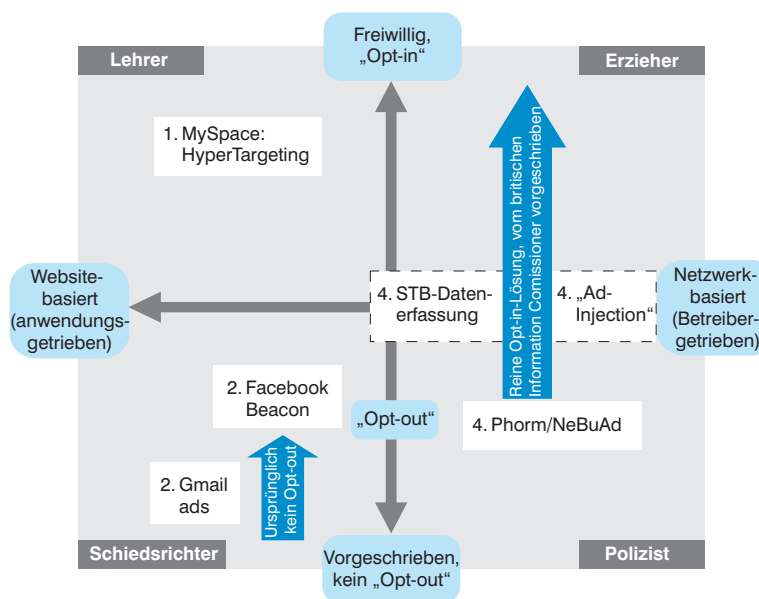 Freiwillig,
„Opt-in“
Lehrer
Erzieher
1. MySpace:
HyperTargeting
Reine Opt-in-Lösung, vom britischen
Information Comissioner vorgeschrieben
Website-
basiert
(anwendungs-
getrieben)
4. STB-Daten-
erfassung
4. „Ad-
Injection“
Netzwerk-
basiert
(Betreiber-
getrieben)
2. Facebook
Beacon
„Opt-out“
4. Phorm/NeBuAd
2. Gmail
ads
Ursprünglich
kein Opt-out
Schiedsrichter
Vorgeschrieben,
kein „Opt-out“
Polizist